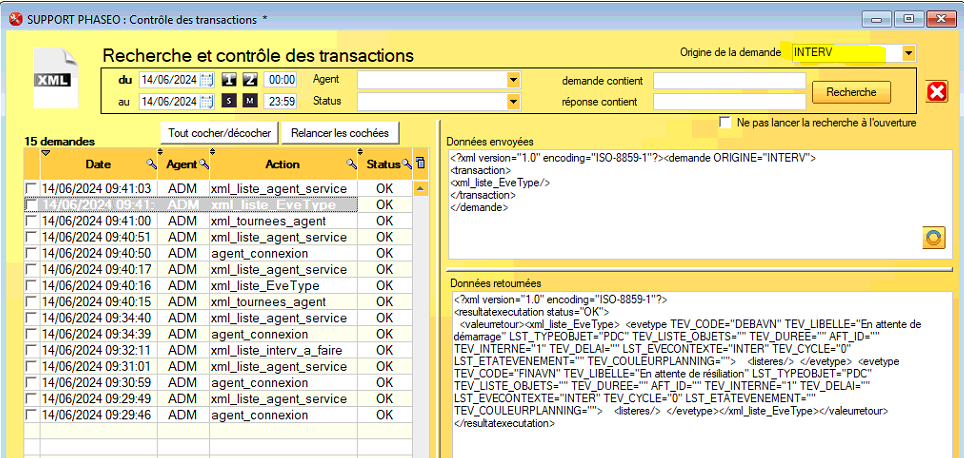 SUPPORT PHASEO : Contrôle des transactions *
XML
Recherche et contrôle des transactions
Origine de la demande INTERV
du 14/06/2024 1 2 00:00 Agent demande contient
au 14/06/2024 S M 23:59 Status réponse contient
Recherche
Ne pas lancer la recherche à l'ouverture
15 demandes Tout cocher/décocher Relancer les cochées
Date Agent Action Status
14/06/2024 09:41:03 ADM xml_liste_agent_service OK
14/06/2024 09:41: ADM xml_liste_EveType OK
14/06/2024 09:41:00 ADM xml_tournees_agent OK
14/06/2024 09:40:51 ADM xml_liste_agent_service OK
14/06/2024 09:40:50 ADM agent_connexion OK
14/06/2024 09:40:17 ADM xml_liste_agent_service OK
14/06/2024 09:40:16 ADM xml_liste_EveType OK
14/06/2024 09:40:15 ADM xml_tournees_agent OK
14/06/2024 09:34:40 ADM xml_liste_agent_service OK
14/06/2024 09:34:39 ADM agent_connexion OK
14/06/2024 09:32:11 ADM xml_liste_interv_a_faire OK
14/06/2024 09:31:01 ADM xml_liste_agent_service OK
14/06/2024 09:30:59 ADM agent_connexion OK
14/06/2024 09:29:49 ADM xml_liste_agent_service OK
14/06/2024 09:29:46 ADM agent_connexion OK
Données envoyées
<?xml version="1.0" encoding="ISO-8859-1"?><demande ORIGINE="INTERV">
<transaction>
<xml_liste_EveType/>
</transaction>
</demande>
Données retournées
<?xml version="1.0" encoding="ISO-8859-1"?>
<resultatexecution status="OK">
<valeurretour><xml_liste_EveType> <evetype TEV_CODE="DEBAVN" TEV_LIBELLE="En attente de
démarrage" LST_TYPEOBJET="PDC" TEV_LISTE_OBJETS="" TEV_DUREE="" AFT_ID=""
TEV_INTERNE="1" TEV_DELAI="" LST_EVECONTEXTE="INTER" TEV_CYCLE="0"
LST_ETATEVENEMENT="" TEV_COULEURPLANNING=""> <listeres/> </evetype> <evetype
TEV_CODE="FINAVN" TEV_LIBELLE="En attente de résiliation" LST_TYPEOBJET="PDC"
TEV_LISTE_OBJETS="" TEV_DUREE="" AFT_ID="" TEV_INTERNE="1" TEV_DELAI=""
LST_EVECONTEXTE="INTER" TEV_CYCLE="0" LST_ETATEVENEMENT=""
TEV_COULEURPLANNING=""> <listeres/> </evetype></xml_liste_EveType></valeurretour>
</resultatexecution>